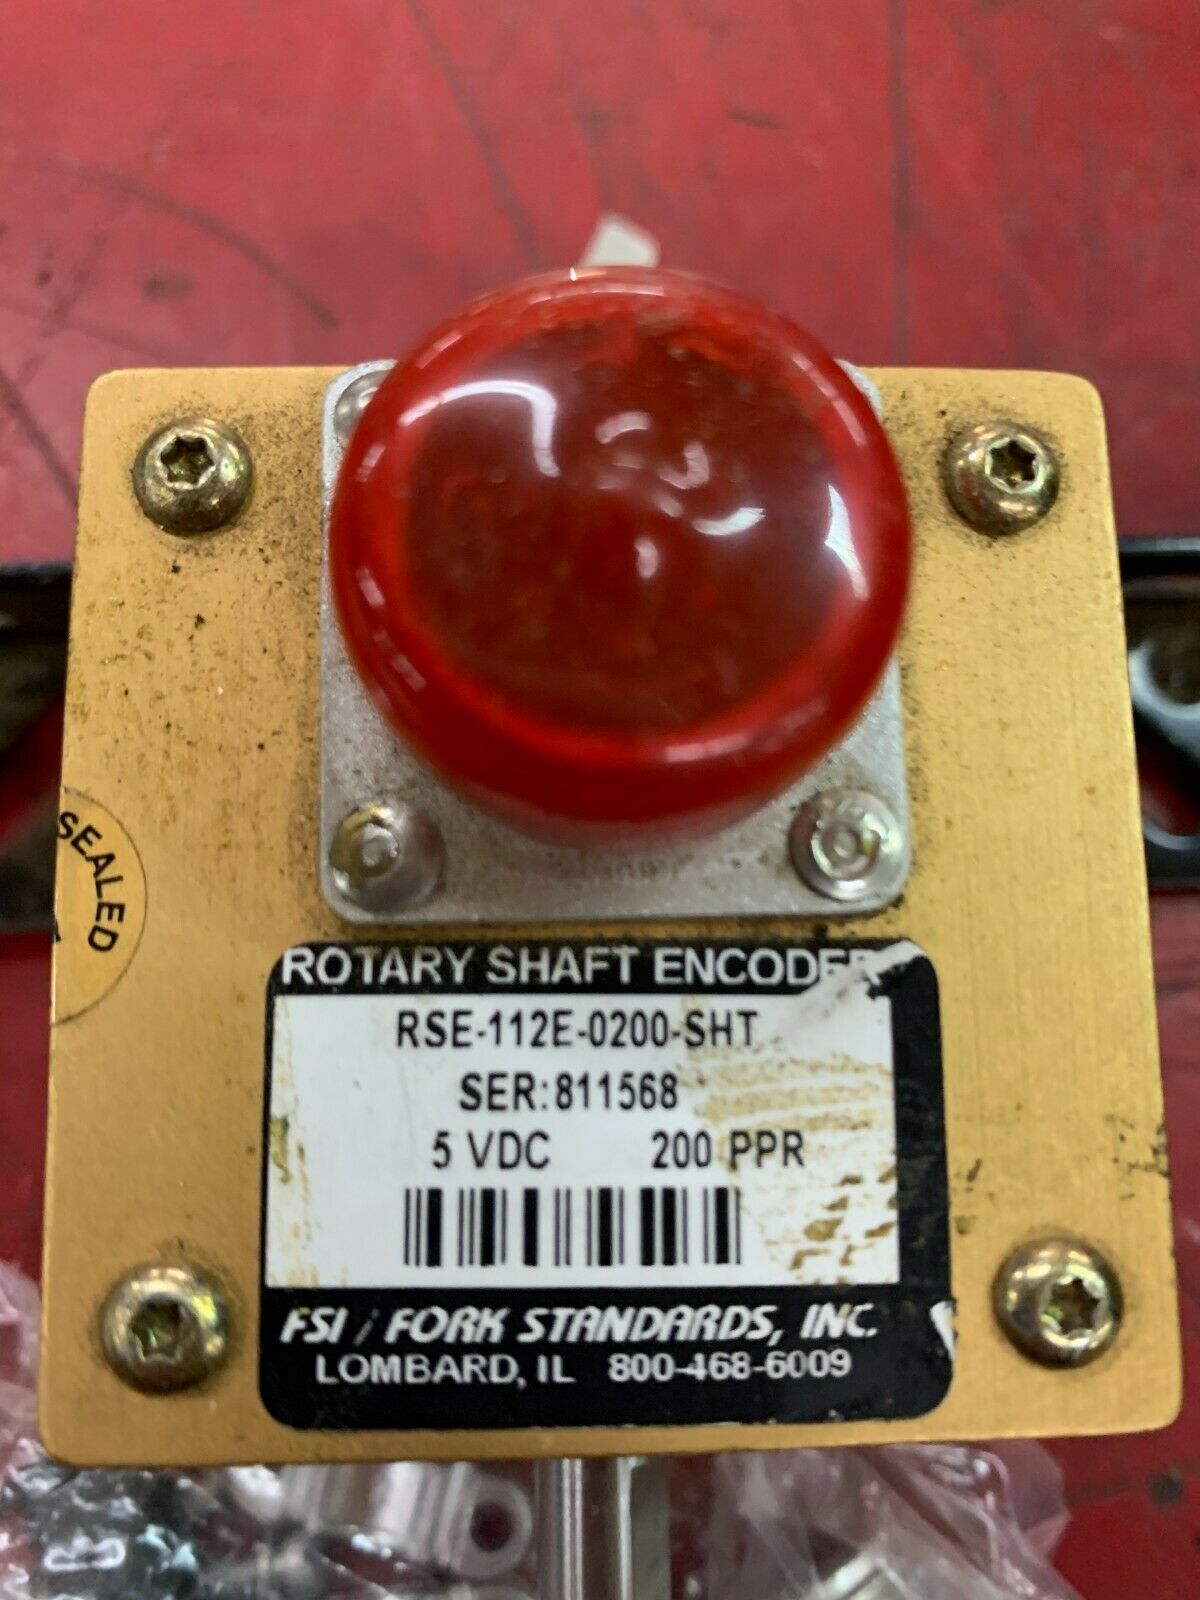 SEALED
ROTARY SHAFT ENCODER
RSE-112E-0200-SHT
SER:811568
5 VDC 200 PPR
FSI / FORK STANDARDS, INC.
LOMBARD, IL 800-468-6009